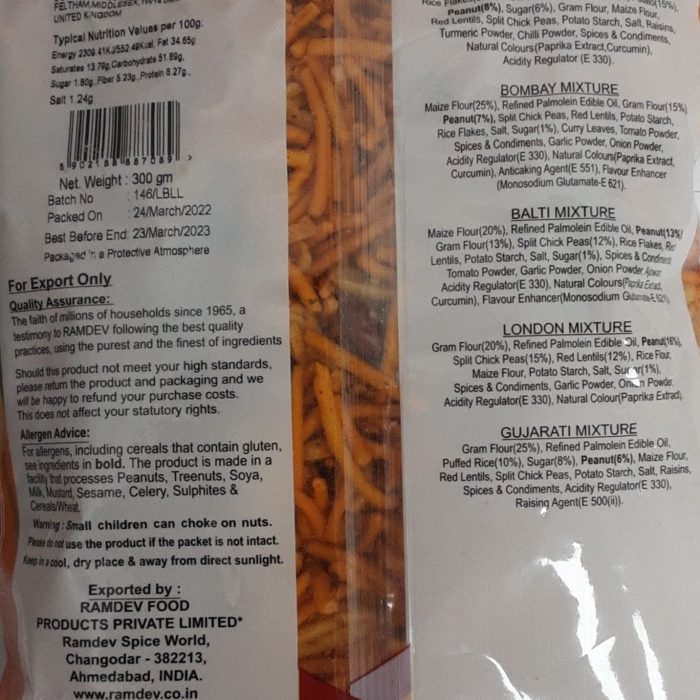 FELTHAM, MIDDLESEX,
UNITED KINGDOM
Typical Nutrition Values per 100g.
Energy 2309.41KJ/552.49Kcal, Fat 34.65g
Saturates 13.79g, Carbohydrate 51.89g,
Sugar 1.80g, Fiber 5.23g, Protein 8.27g.
Salt 1.24g
8 902188 887089 >
Net. Weight : 300 gm
Batch No : 146/LBLL
Packed On : 24/March/2022
Best Before End: 23/March/2023
Packaged in a Protective Atmosphere
For Export Only
Quality Assurance:
The faith of millions of households since 1965, a
testimony to RAMDEV following the best quality
practices, using the purest and the finest of ingredients
Should this product not meet your high standards,
please return the product and packaging and we
will be happy to refund your purchase costs.
This does not affect your statutory rights.
Allergen Advice:
For allergens, including cereals that contain gluten,
see ingredients in bold. The product is made in a
facility that processes Peanuts, Treenuts, Soya,
Milk, Mustard, Sesame, Celery, Sulphites &
Cereals/Wheat.
Warning : Small children can choke on nuts.
Please do not use the product if the packet is not intact.
Keep in a cool, dry place & away from direct sunlight.
Exported by :
RAMDEV FOOD
PRODUCTS PRIVATE LIMITED*
Ramdev Spice World,
Changodar - 382213,
Ahmedabad, INDIA.
www.ramdev.co.in
Peanut(8%), Sugar(6%), Gram Flour, Maize Flour,
Red Lentils, Split Chick Peas, Potato Starch, Salt, Raisins,
Turmeric Powder, Chilli Powder, Spices & Condiments,
Natural Colours(Paprika Extract,Curcumin),
Acidity Regulator (E 330).
BOMBAY MIXTURE
Maize Flour(25%), Refined Palmolein Edible Oil, Gram Flour(15%)
Peanut(7%), Split Chick Peas, Red Lentils, Potato Starch,
Rice Flakes, Salt, Sugar(1%), Curry Leaves, Tomato Powder,
Spices & Condiments, Garlic Powder, Onion Powder,
Acidity Regulator(E 330), Natural Colours(Paprika Extract,
Curcumin), Anticaking Agent(E 551), Flavour Enhancer
(Monosodium Glutamate-E 621).
BALTI MIXTURE
Maize Flour(20%), Refined Palmolein Edible Oil, Peanut(13%)
Gram Flour(13%), Split Chick Peas(12%), Rice Flakes, Red
Lentils, Potato Starch, Salt, Sugar(1%), Spices & Condiment
Tomato Powder, Garlic Powder, Onion Powder,
Acidity Regulator(E 330), Natural Colours(Paprika Extract,
Curcumin), Flavour Enhancer(Monosodium Glutamate-E 621).
LONDON MIXTURE
Gram Flour(20%), Refined Palmolein Edible Oil, Peanut(16%),
Split Chick Peas(15%), Red Lentils(12%), Rice Flour,
Maize Flour, Potato Starch, Salt, Sugar(1%),
Spices & Condiments, Garlic Powder, Onion Powder,
Acidity Regulator(E 330), Natural Colour(Paprika Extract).
GUJARATI MIXTURE
Gram Flour(25%), Refined Palmolein Edible Oil,
Puffed Rice(10%), Sugar(8%), Peanut(6%), Maize Flour,
Red Lentils, Split Chick Peas, Potato Starch, Salt, Raisins,
Spices & Condiments, Acidity Regulator(E 330),
Raising Agent(E 500(ii)).